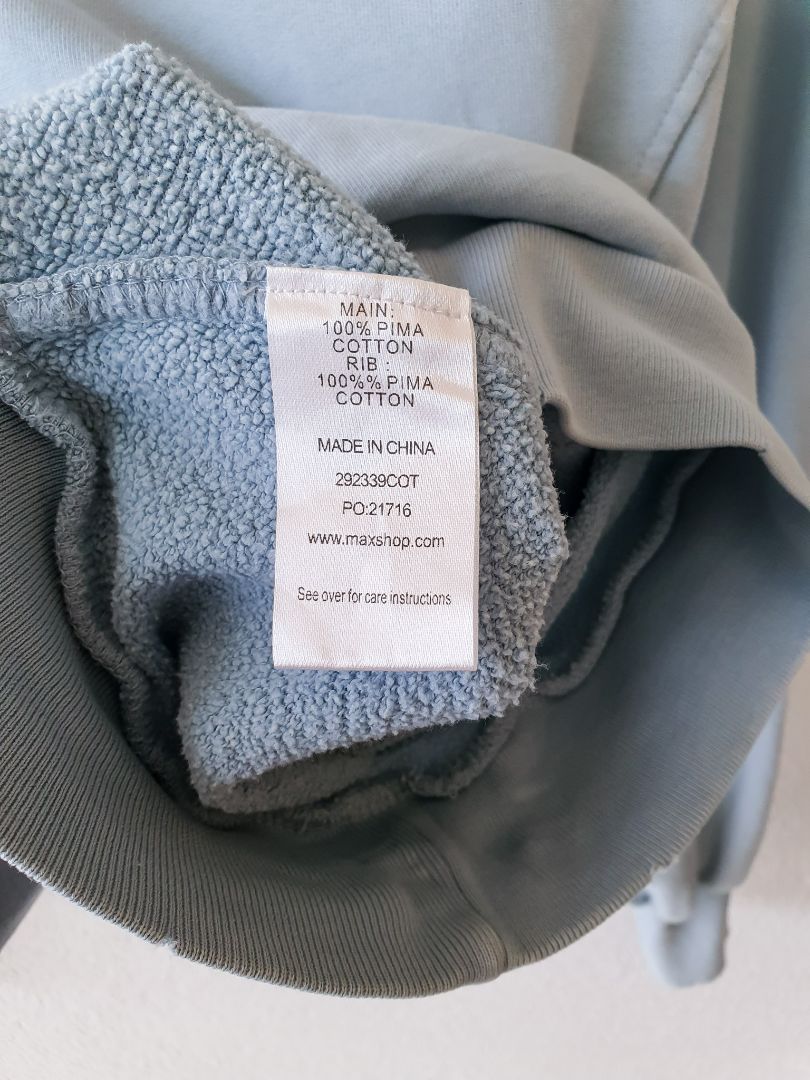 MAIN:
100% PIMA
COTTON
RIB :
100%% PIMA
COTTON
MADE IN CHINA
292339COT
PO:21716
www.maxshop.com
See over for care instructions